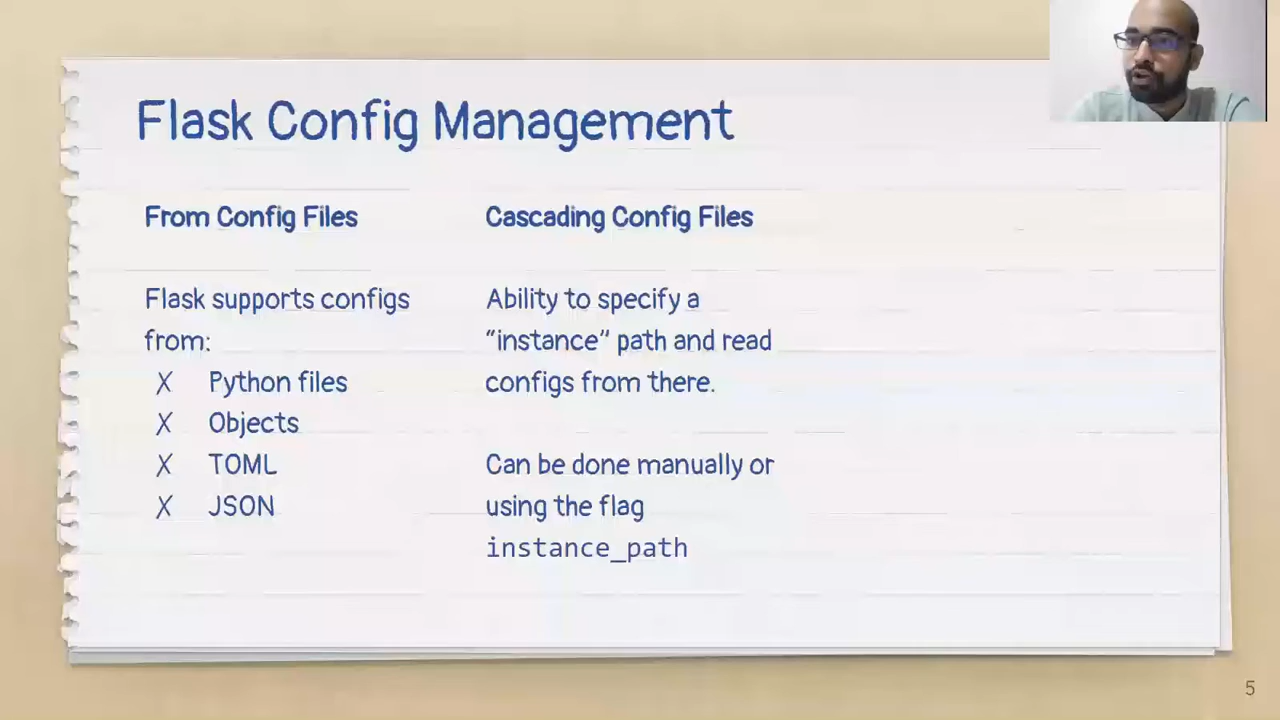 Flask Config Management
From Config Files
Flask supports configs
from:
X Python files
X Objects
X TOML
X JSON
Cascading Config Files
Ability to specify a
“instance” path and read
configs from there.
Can be done manually or
using the flag
instance_path
5